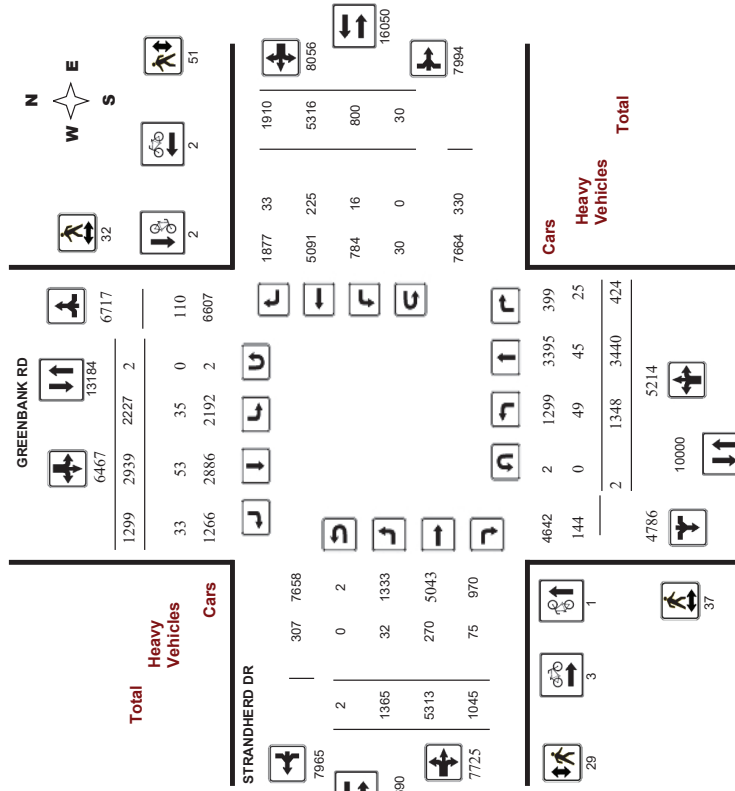 N
W E
S
51
2
32
2
GREENBANK RD
6717
13184
6467
110
6607
1299 2939 2227 2
33 53 35 0
1266 2886 2192 2
Total
Heavy
Vehicles
Cars
8056
16050
7994
1910
5316
800
30
1877 33
5091 225
784 16
30 0
7664 330
Cars
Heavy
Vehicles
Total
STRANDHERD DR
307 7658
2 0 2
1365 32 1333
5313 270 5043
1045 75 970
7965
7725
4642 2 1299 3395 399
144 0 49 45 25
2 1348 3440 424
4786
10000
5214
1
3
29
37